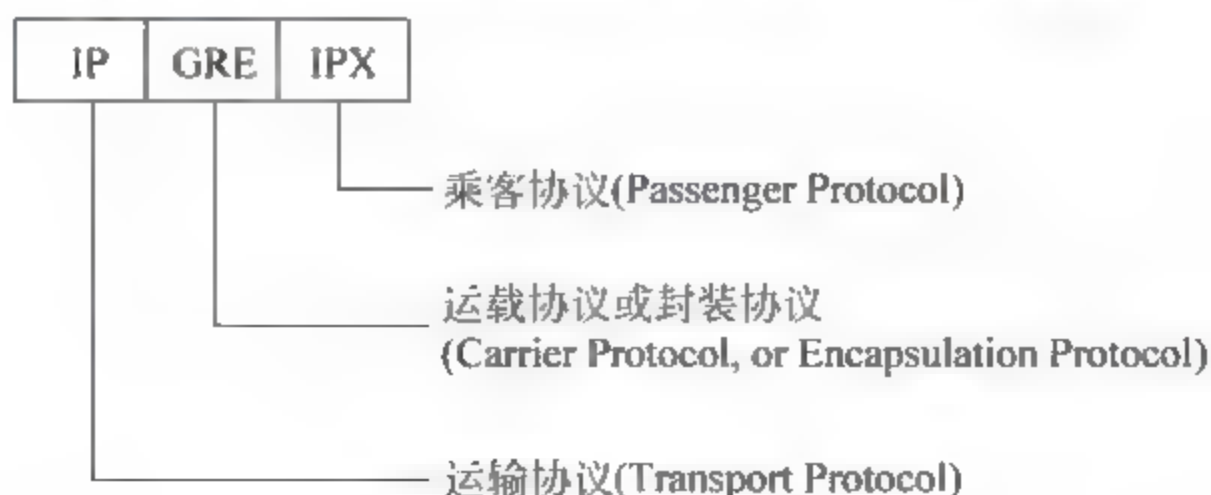 IP GRE IPX
乘客协议(Passenger Protocol)
运载协议或封装协议
(Carrier Protocol, or Encapsulation Protocol)
运输协议(Transport Protocol)